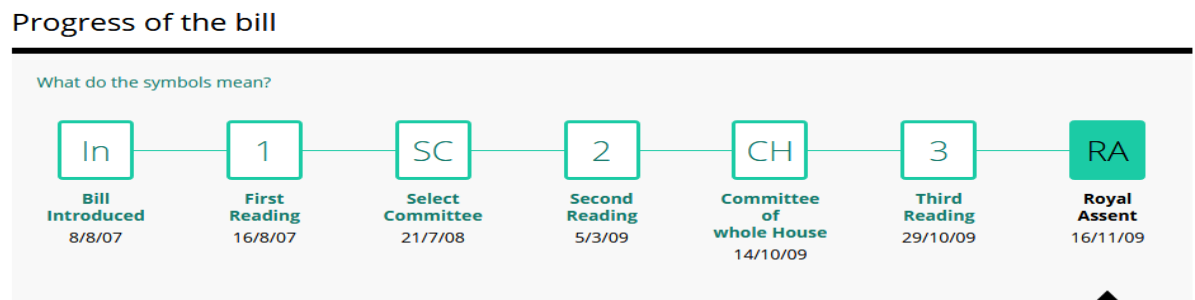 Progress of the bill
What do the symbols mean?
In 1 SC 2 CH 3 RA
Bill Introduced
8/8/07
First Reading
16/8/07
Select Committee
21/7/08
Second Reading
5/3/09
Committee of whole House
14/10/09
Third Reading
29/10/09
Royal Assent
16/11/09